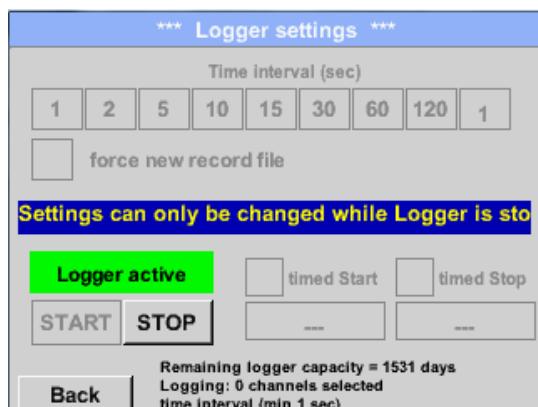 *** Logger settings ***
Time interval (sec)
1 2 5 10 15 30 60 120 1
force new record file
Settings can only be changed while Logger is sto
Logger active
timed Start timed Stop
START STOP --- ---
Remaining logger capacity = 1531 days
Logging: 0 channels selected
Back
time interval (min 1 sec)